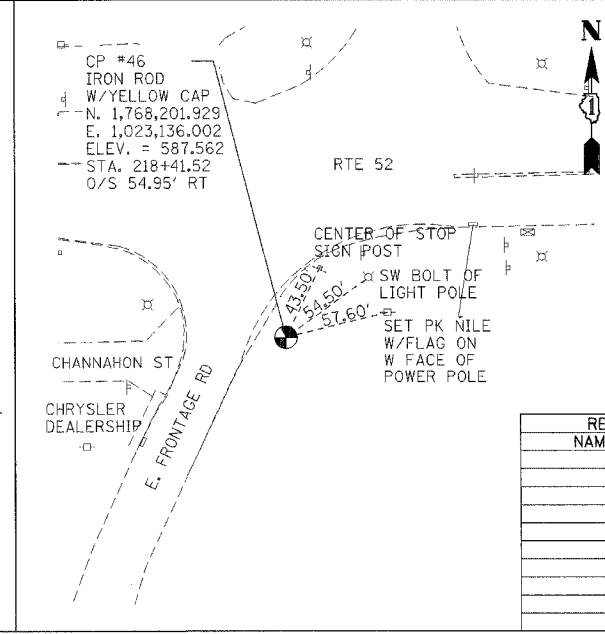 N
CP #46
IRON ROD
W/YELLOW CAP
N. 1,768,201.929
E. 1,023,136.002
ELEV. = 587.562
STA. 218+41.52
O/S 54.95' RT
1
RTE 52
CENTER OF STOP
SIGN POST
43.50'
54.50'
57.60'
SW BOLT OF
LIGHT POLE
SET PK NILE
W/FLAG ON
W FACE OF
POWER POLE
CHANNAHON ST
CHRYSLER
DEALERSHIP
E. FRONTAGE RD
RE
NAM